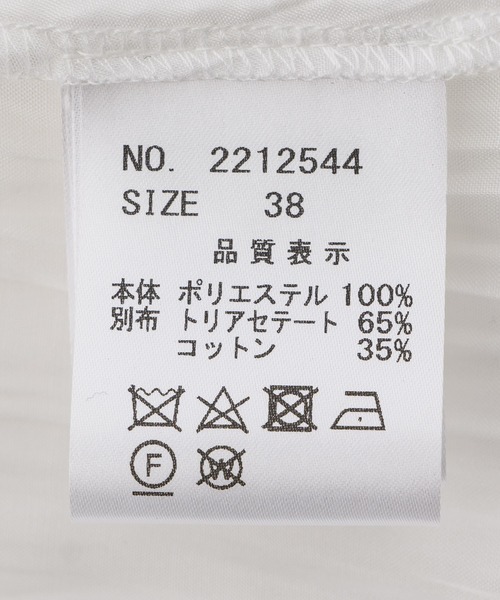 NO. 2212544
SIZE 38
品質表示
本体 ポリエステル 100%
別布 トリアセテート 65%
コットン 35%
F W